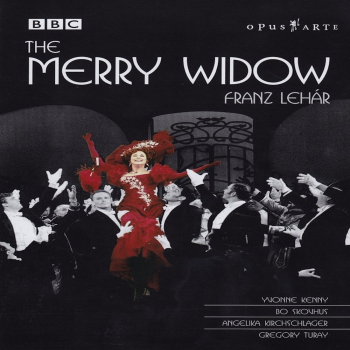 BBC
OPUS ARTE
THE
MERRY WIDOW
FRANZ LEHÁR
YVONNE KENNY
BO SKOVHUS
ANGELIKA KIRCHSCHLAGER
GREGORY TURAY